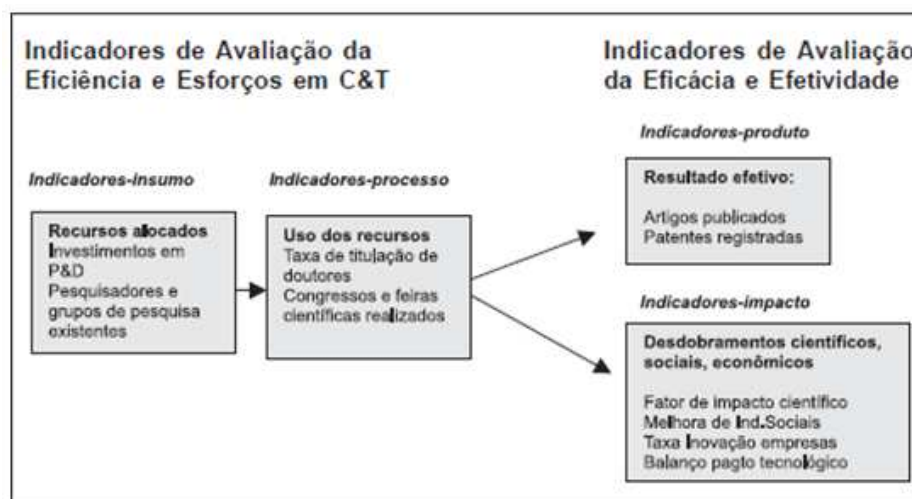 Indicadores de Avaliação da
Eficiência e Esforços em C&T
Indicadores de Avaliação
da Eficácia e Efetividade
Indicadores-insumo
Recursos alocados
Investimentos em
P&D
Pesquisadores e
grupos de pesquisa
existentes
Indicadores-processo
Uso dos recursos
Taxa de titulação de
doutores
Congressos e feiras
científicas realizados
Indicadores-produto
Resultado efetivo:
Artigos publicados
Patentes registradas
Indicadores-impacto
Desdobramentos científicos,
sociais, econômicos
Fator de impacto científico
Melhora de Ind.Sociais
Taxa Inovação empresas
Balanço pagto tecnológico